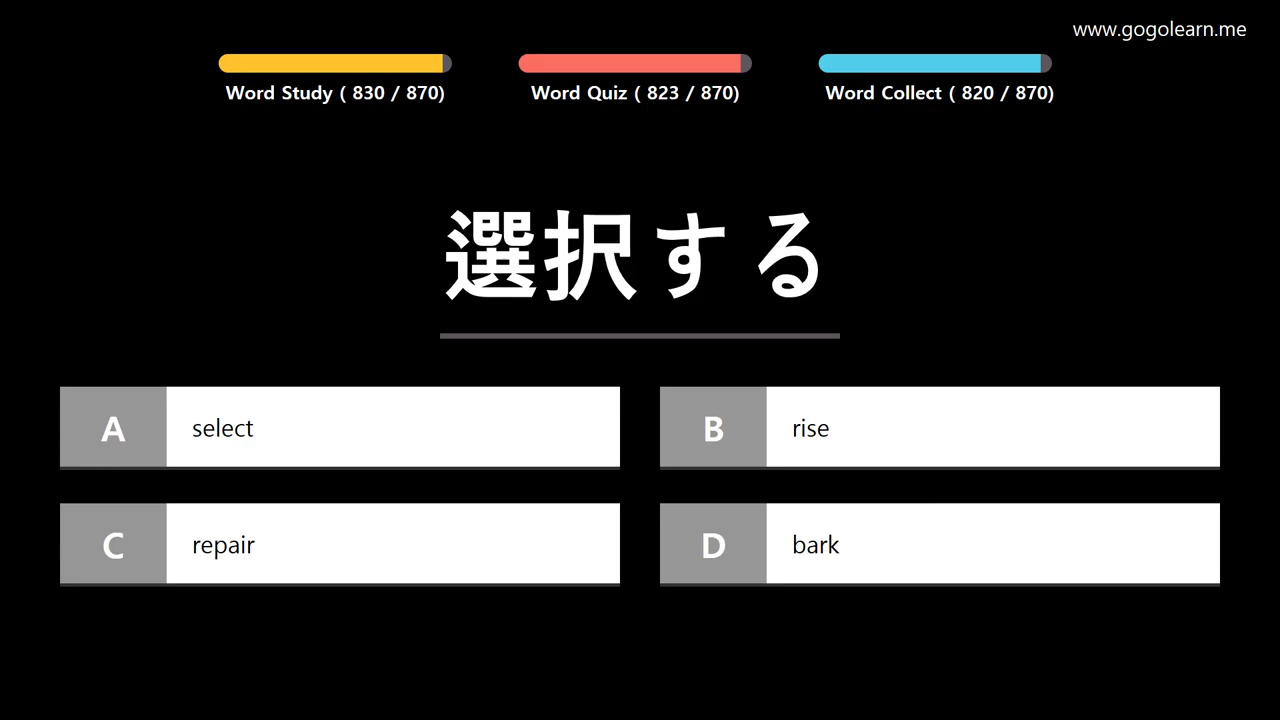 www.gogolearn.me
Word Study ( 830 / 870)
Word Quiz ( 823 / 870)
Word Collect ( 820 / 870)
選択する
A select
B rise
C repair
D bark